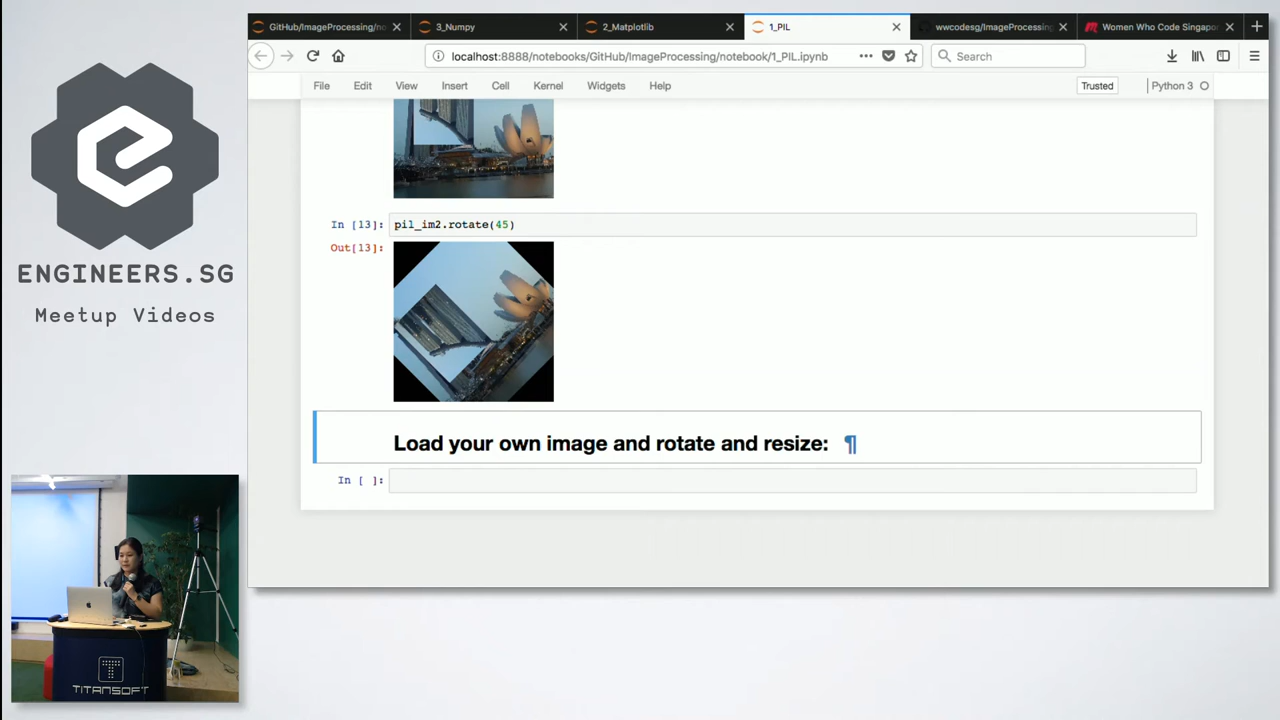 GitHub/ImageProcessing/no
3_Numpy
2_Matplotlib
1_PIL
wwcodesg/ImageProcessing
Women Who Code Singapo
localhost:8888/notebooks/GitHub/ImageProcessing/notebook/1_PIL.ipynb
Search
File Edit View Insert Cell Kernel Widgets Help
Trusted
Python 3
In [13]: pil_im2.rotate(45)
Out[13]:
Load your own image and rotate and resize: ¶
In [ ]:
ENGINEERS.SG
Meetup Videos
T
TITANSOFT